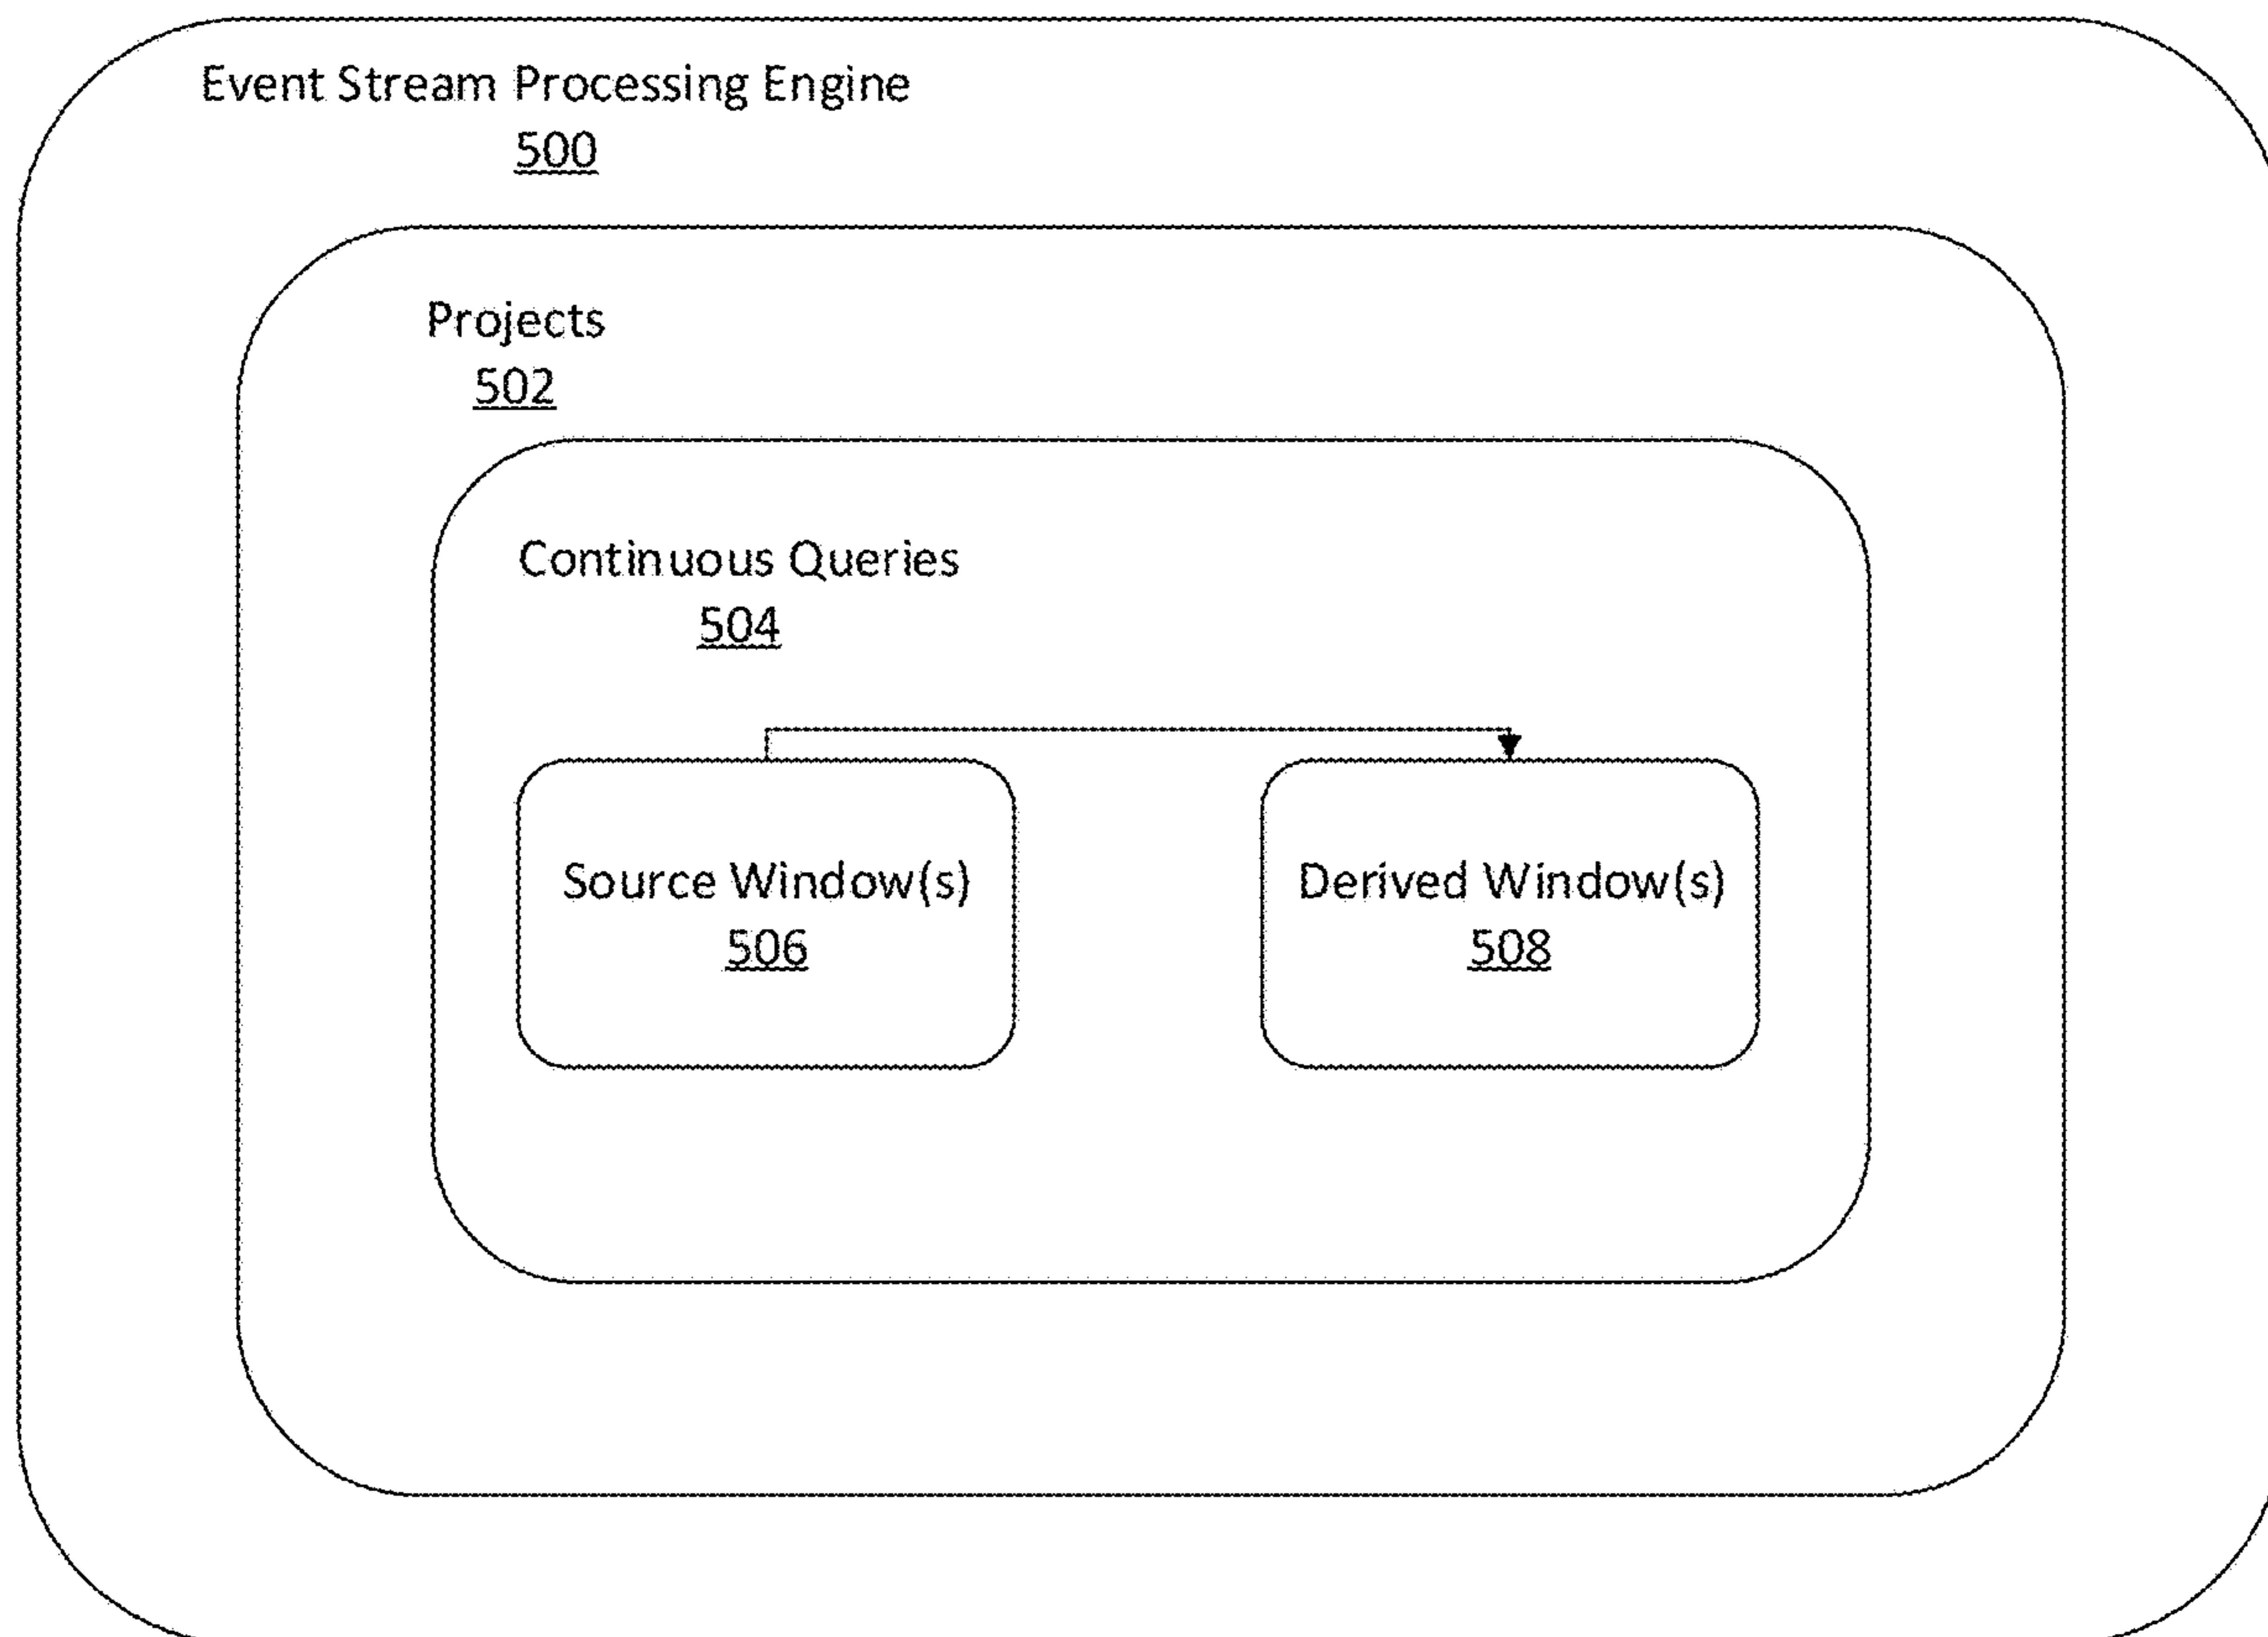 Event Stream Processing Engine
500
Projects
502
Continuous Queries
504
Source Window(s)
506
Derived Window(s)
508